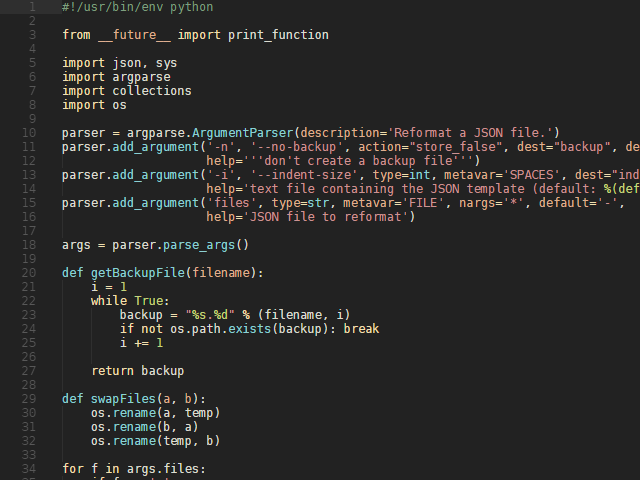 1 #!/usr/bin/env python
2
3 from __future__ import print_function
4
5 import json, sys
6 import argparse
7 import collections
8 import os
9
10 parser = argparse.ArgumentParser(description='Reformat a JSON file.')
11 parser.add_argument('-n', '--no-backup', action="store_false", dest="backup", de
12 help='''don't create a backup file''')
13 parser.add_argument('-i', '--indent-size', type=int, metavar='SPACES', dest="ind
14 help='text file containing the JSON template (default: %(def
15 parser.add_argument('files', type=str, metavar='FILE', nargs='*', default='-',
16 help='JSON file to reformat')
17
18 args = parser.parse_args()
19
20 def getBackupFile(filename):
21 i = 1
22 while True:
23 backup = "%s.%d" % (filename, i)
24 if not os.path.exists(backup): break
25 i += 1
26
27 return backup
28
29 def swapFiles(a, b):
30 os.rename(a, temp)
31 os.rename(b, a)
32 os.rename(temp, b)
33
34 for f in args.files: